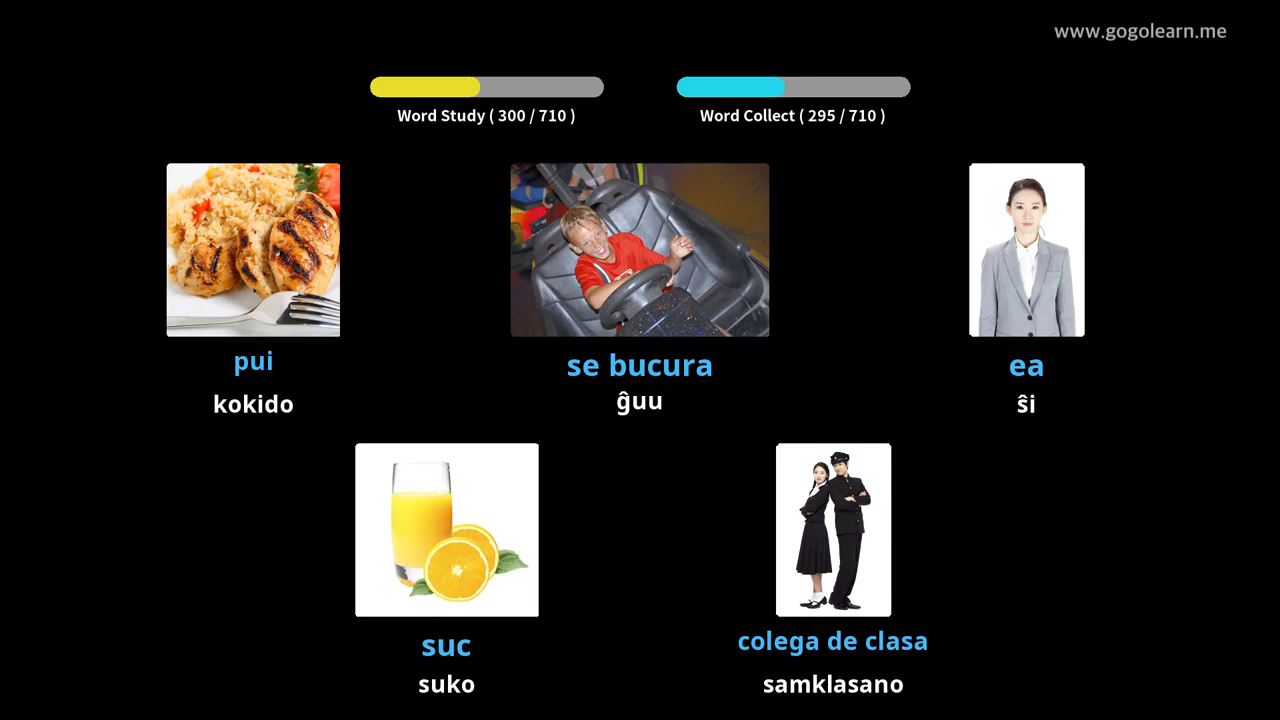 www.gogolearn.me
Word Study ( 300 / 710 )
Word Collect ( 295 / 710 )
pui
kokido
se bucura
ĝuu
ea
ŝi
suc
suko
colega de clasa
samklasano